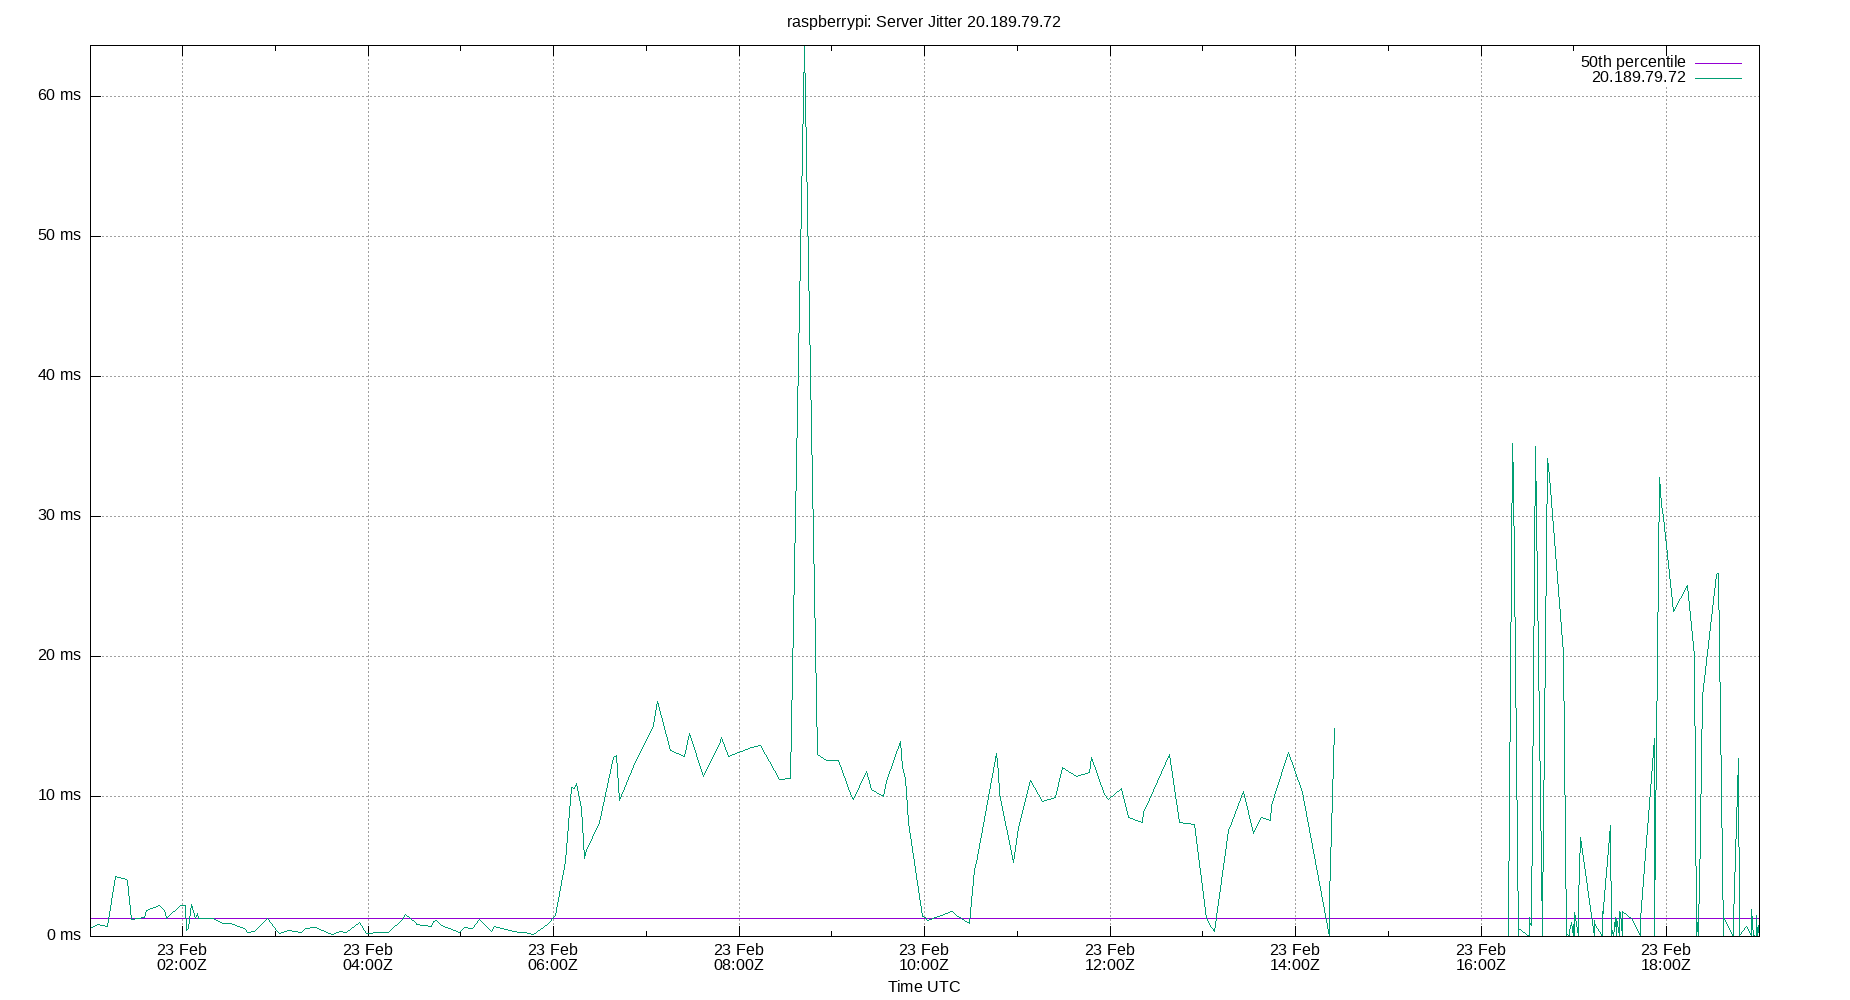 raspberrypi: Server Jitter 20.189.79.72
50th percentile
20.189.79.72
60 ms
50 ms
40 ms
30 ms
20 ms
10 ms
0 ms
23 Feb 23 Feb 23 Feb 23 Feb 23 Feb 23 Feb 23 Feb 23 Feb 23 Feb
02:00Z 04:00Z 06:00Z 08:00Z 10:00Z 12:00Z 14:00Z 16:00Z 18:00Z
Time UTC